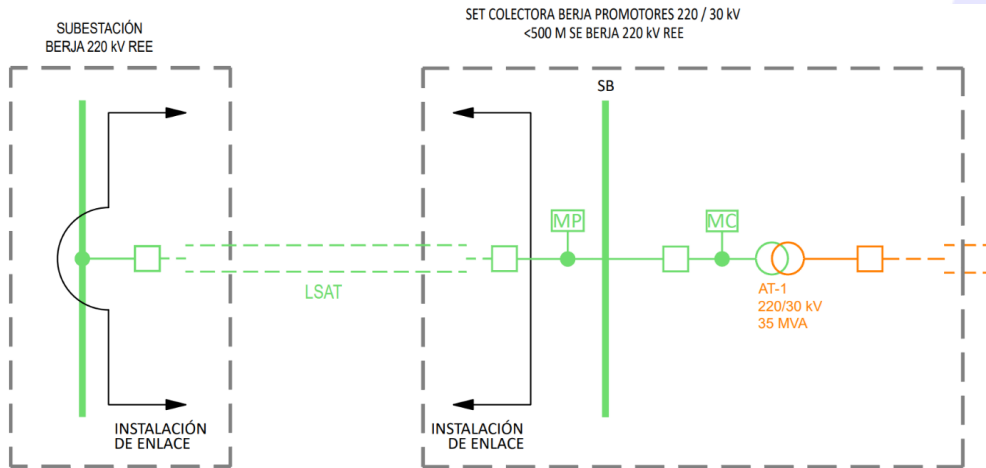 SUBESTACIÓN
BERJA 220 kV REE
SET COLECTORA BERJA PROMOTORES 220 / 30 kV
<500 M SE BERJA 220 kV REE
SB
MP
MC
LSAT
AT-1
220/30 kV
35 MVA
INSTALACIÓN
DE ENLACE
INSTALACIÓN
DE ENLACE